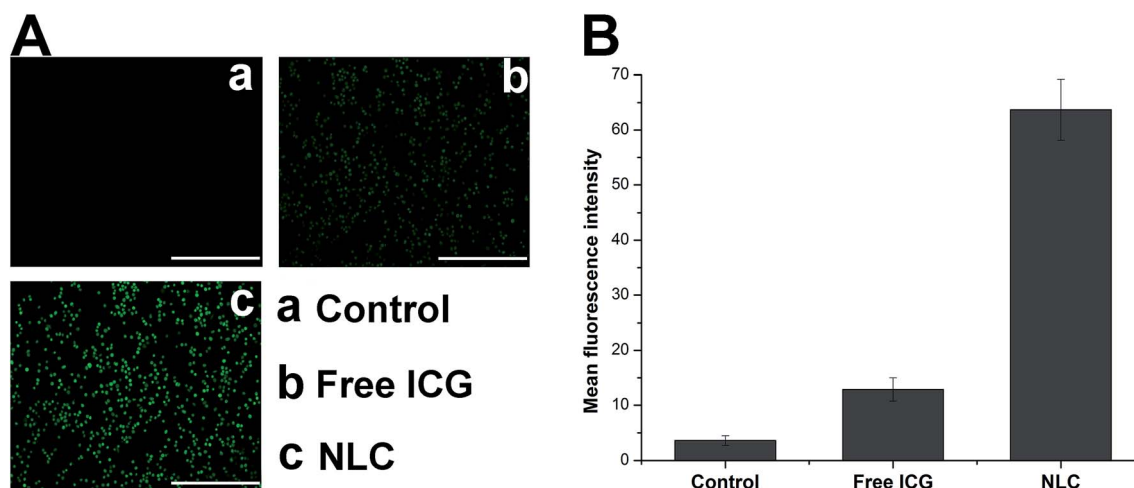 A
a
b
c
a Control
b Free ICG
c NLC
B
Mean fluorescence intensity
70
60
50
40
30
20
10
0
Control Free ICG NLC